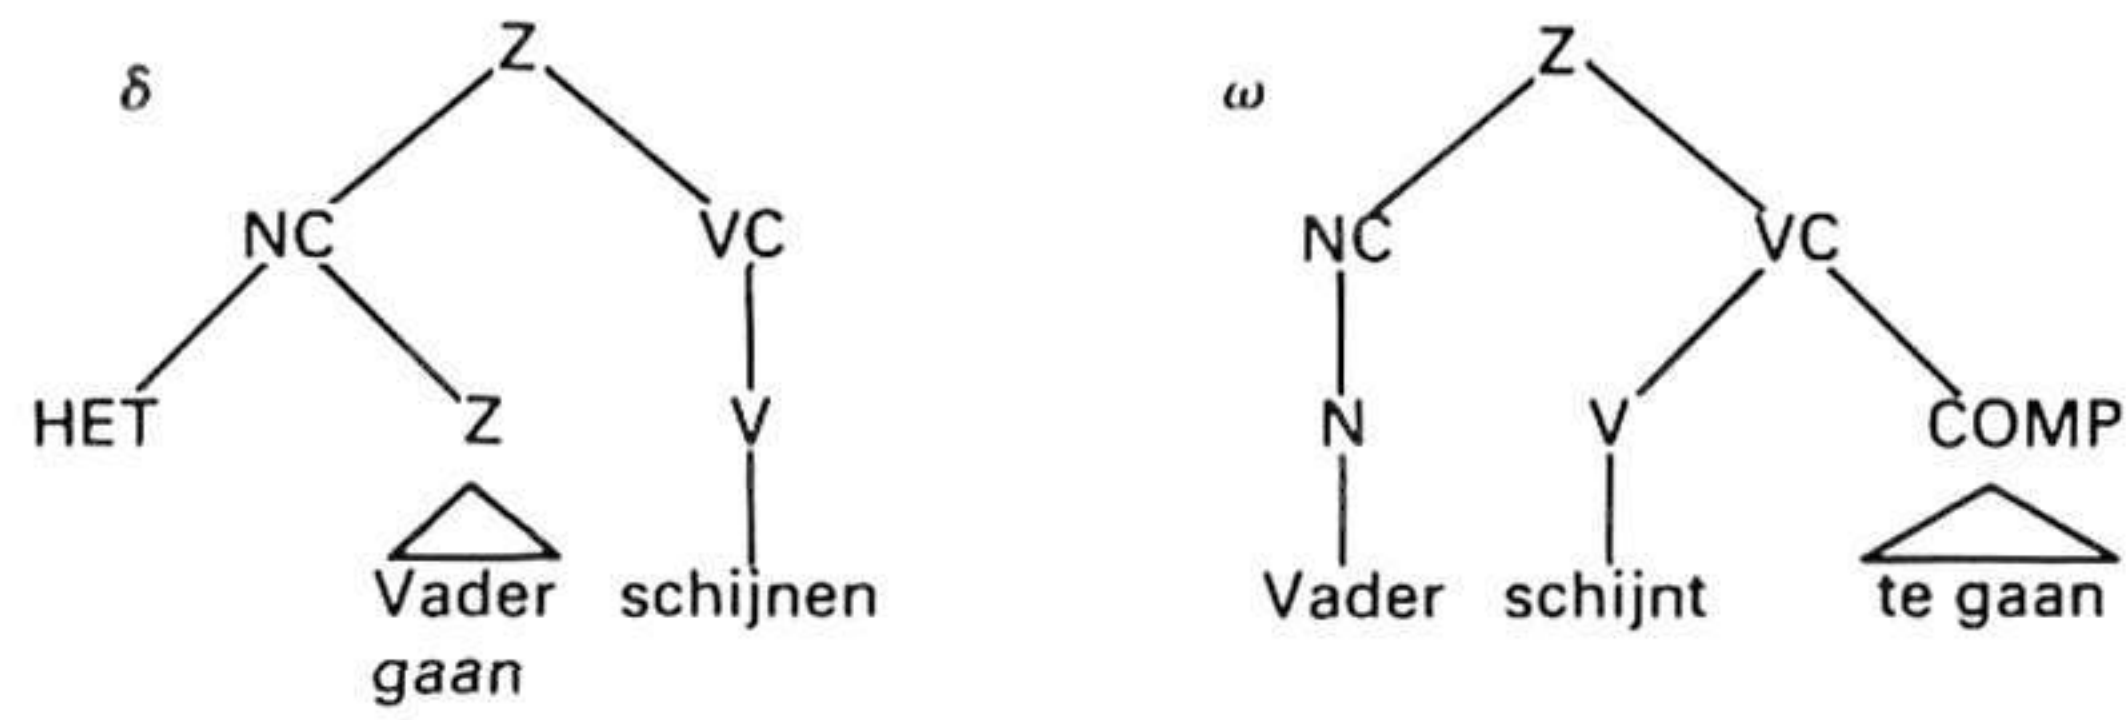 δ Z ω Z
NC VC NC VC
HET Z V N V COMP
Vader schijnen Vader schijnt te gaan
gaan